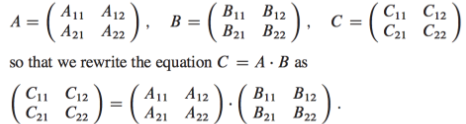 A = ( A₁₁ A₁₂ ) , B = ( B₁₁ B₁₂ ) , C = ( C₁₁ C₁₂ )
( A₂₁ A₂₂ ) ( B₂₁ B₂₂ ) ( C₂₁ C₂₂ )
so that we rewrite the equation C = A · B as
( C₁₁ C₁₂ ) = ( A₁₁ A₁₂ ) · ( B₁₁ B₁₂ ) .
( C₂₁ C₂₂ ) ( A₂₁ A₂₂ ) ( B₂₁ B₂₂ )